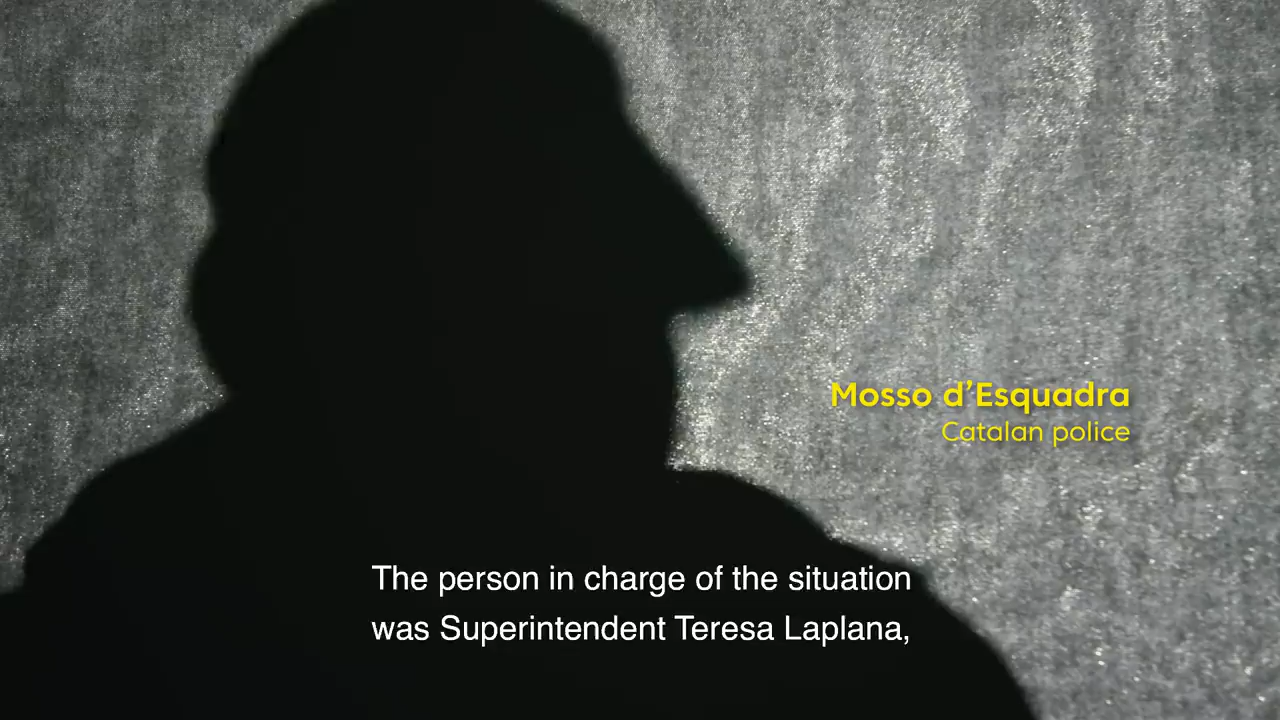 Mosso d’Esquadra
Catalan police
The person in charge of the situation
was Superintendent Teresa Laplana,